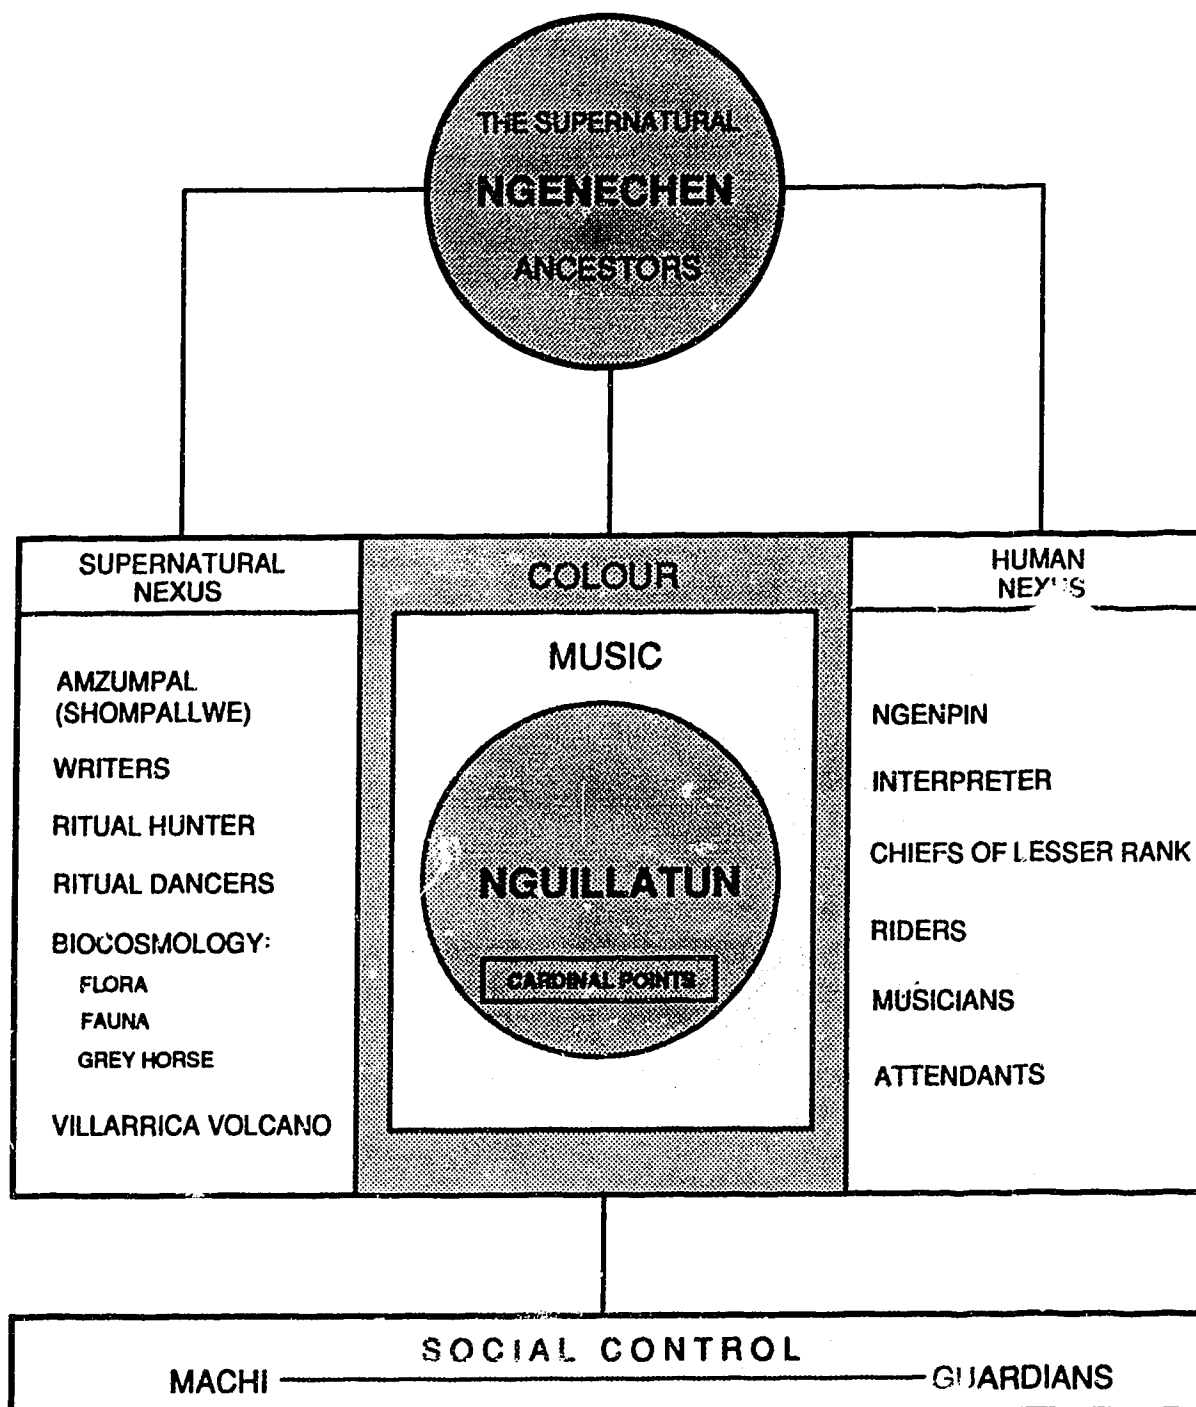 THE SUPERNATURAL
NGENECHEN
ANCESTORS
SUPERNATURAL
NEXUS
AMZUMPAL
(SHOMPALLWE)
WRITERS
RITUAL HUNTER
RITUAL DANCERS
BIOCOSMOLOGY:
FLORA
FAUNA
GREY HORSE
VILLARRICA VOLCANO
COLOUR
MUSIC
NGUILLATUN
CARDINAL POINTS
HUMAN
NEXUS
NGENPIN
INTERPRETER
CHIEFS OF LESSER RANK
RIDERS
MUSICIANS
ATTENDANTS
SOCIAL CONTROL
MACHI GUARDIANS